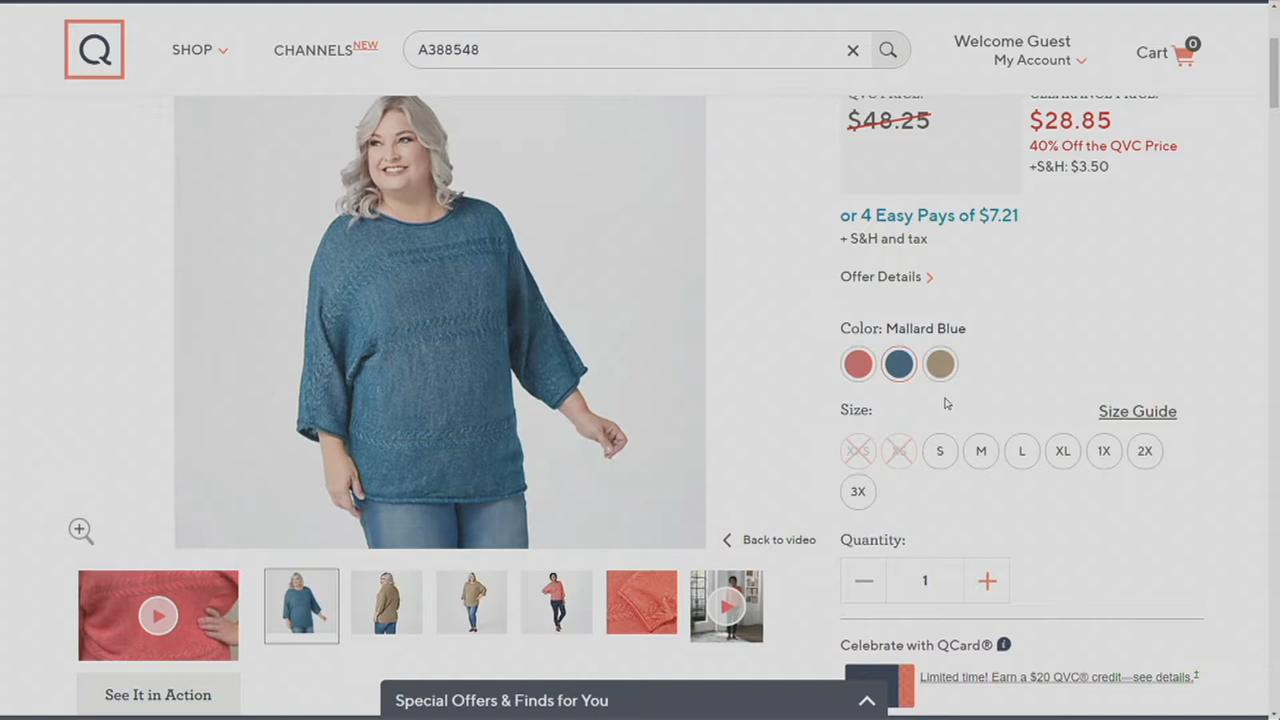 Q
SHOP
CHANNELS NEW
A388548
Welcome Guest
My Account
Cart 0
$48.25
$28.85
40% Off the QVC Price
+S&H: $3.50
or 4 Easy Pays of $7.21
+ S&H and tax
Offer Details
Color: Mallard Blue
Size:
Size Guide
XXS XS S M L XL 1X 2X
3X
Back to video
Quantity:
1
Celebrate with QCard®
Limited time! Earn a $20 QVC® credit—see details.‡
See It in Action
Special Offers & Finds for You